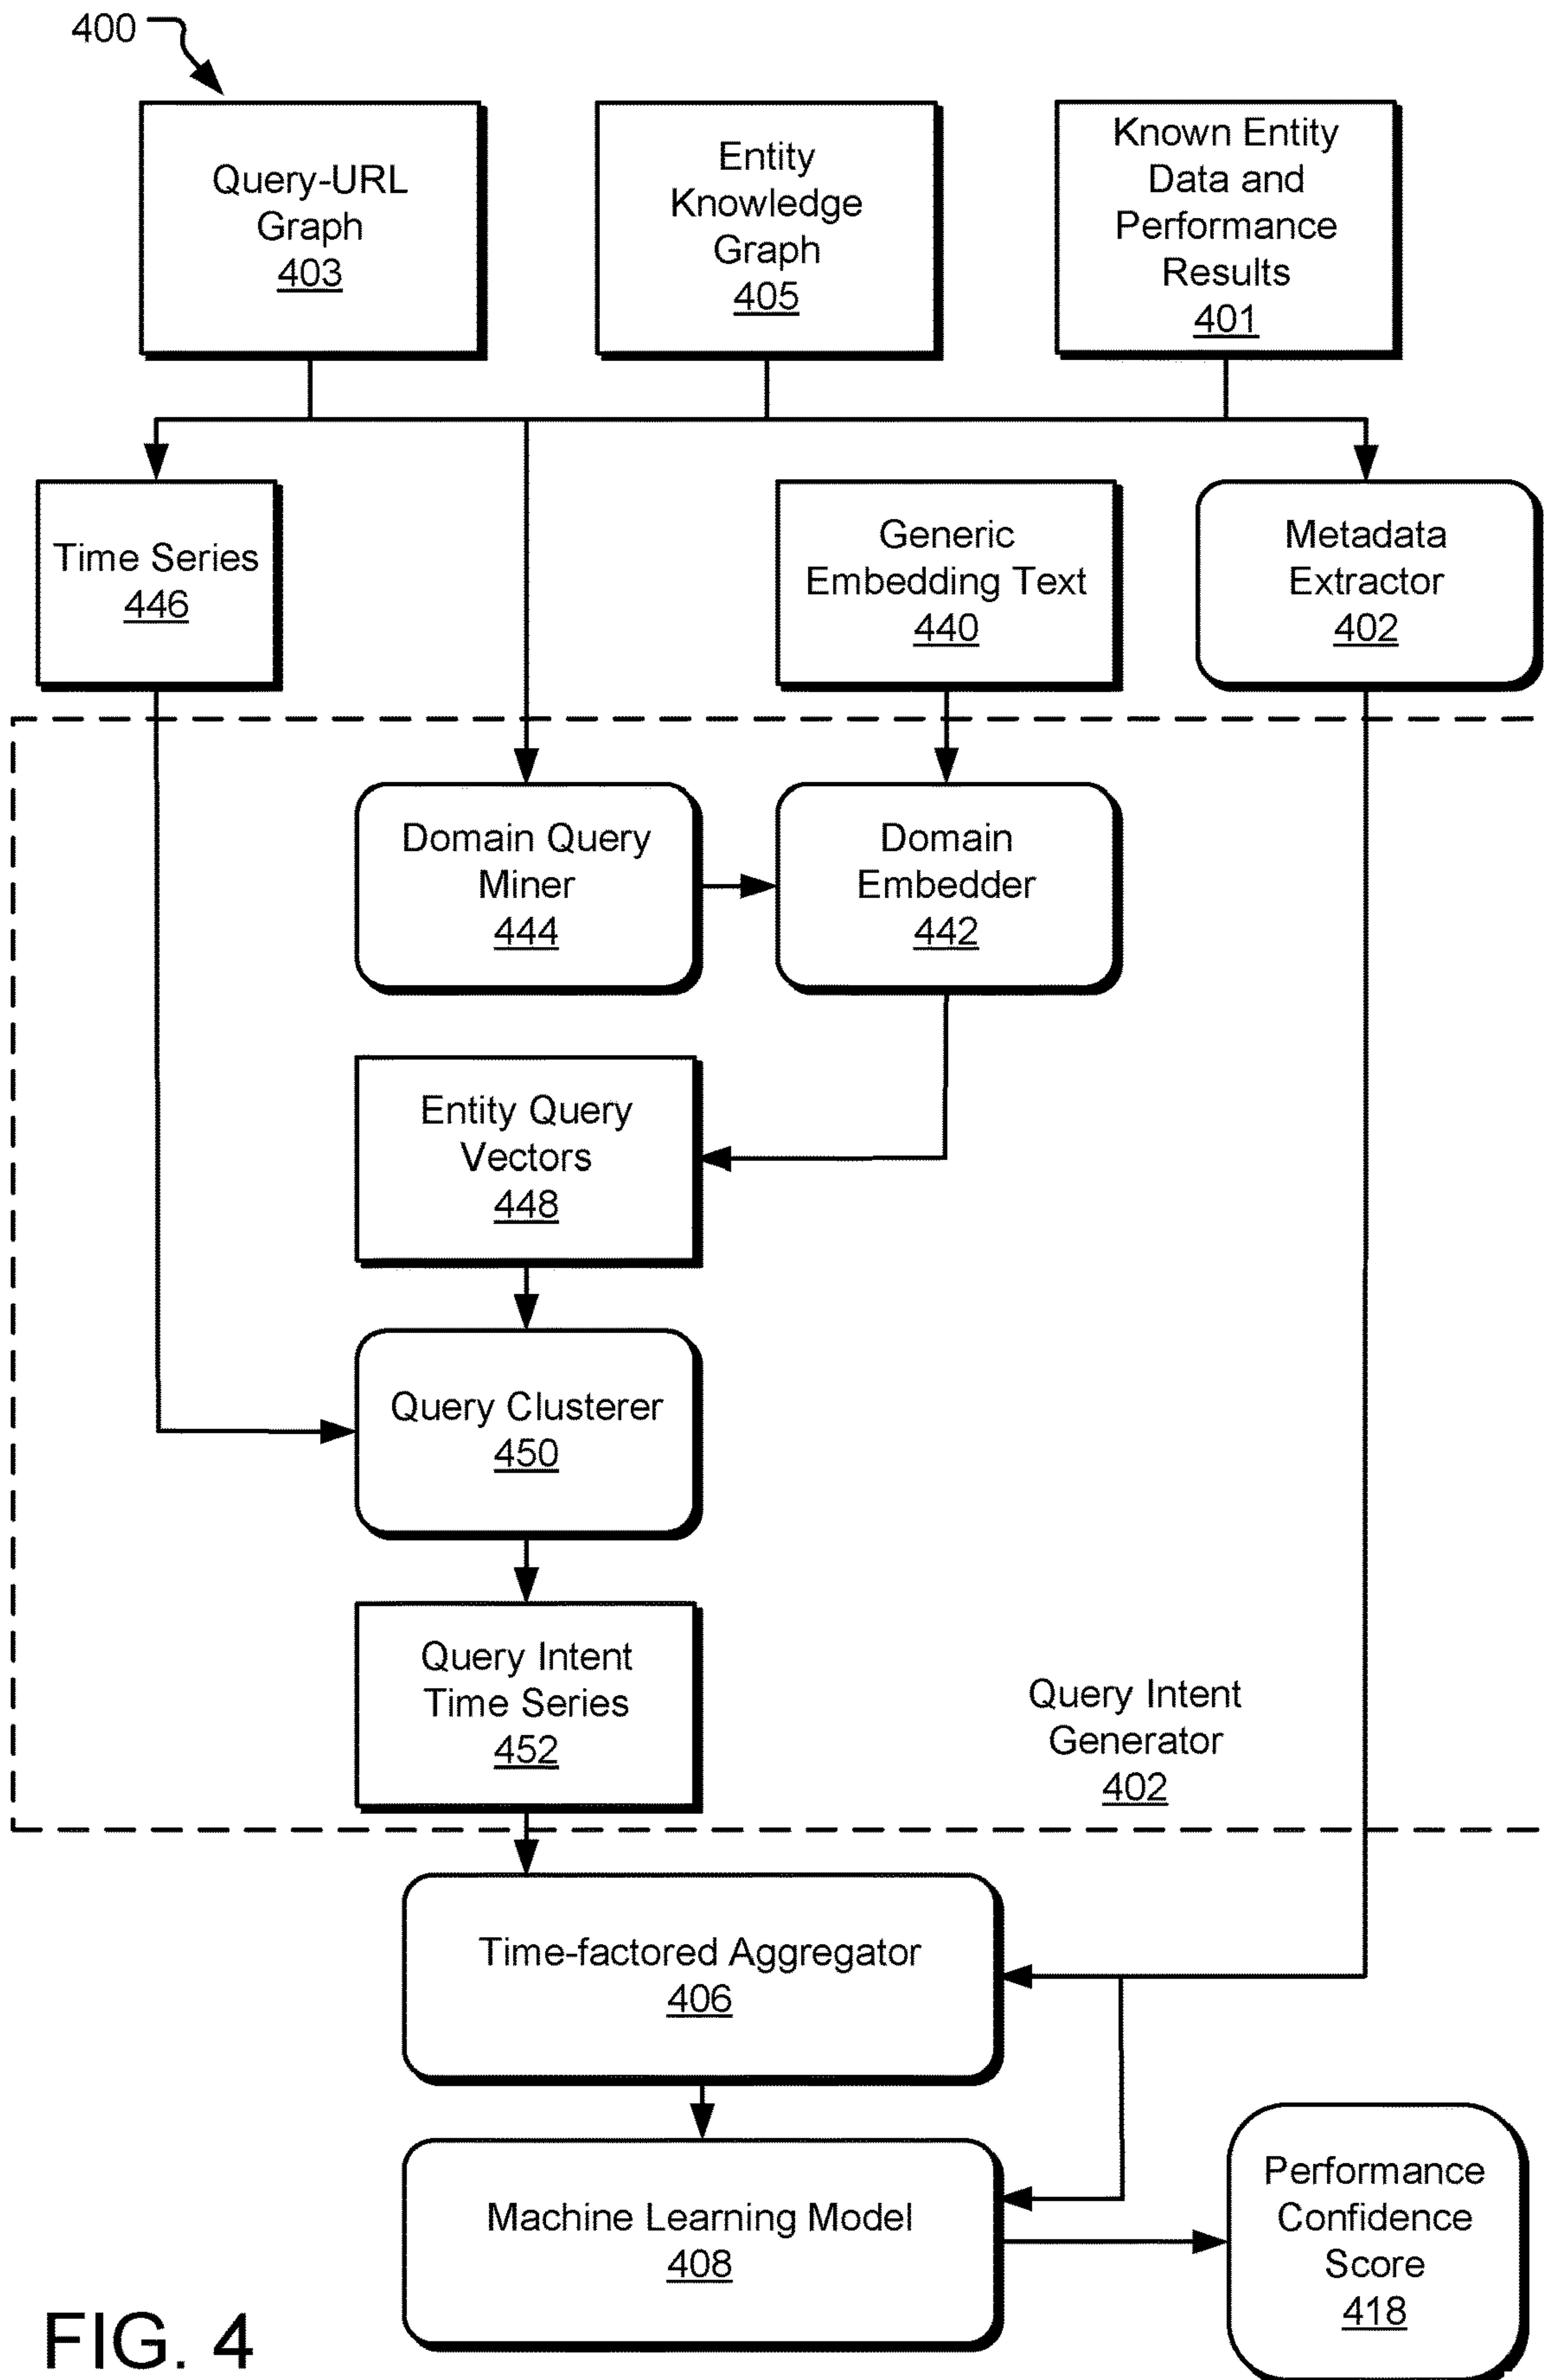 400
Query-URL
Graph
403
Entity
Knowledge
Graph
405
Known Entity
Data and
Performance
Results
401
Time Series
446
Generic
Embedding Text
440
Metadata
Extractor
402
Domain Query
Miner
444
Domain
Embedder
442
Entity Query
Vectors
448
Query Clusterer
450
Query Intent
Time Series
452
Query Intent
Generator
402
Time-factored Aggregator
406
Machine Learning Model
408
Performance
Confidence
Score
418
FIG. 4